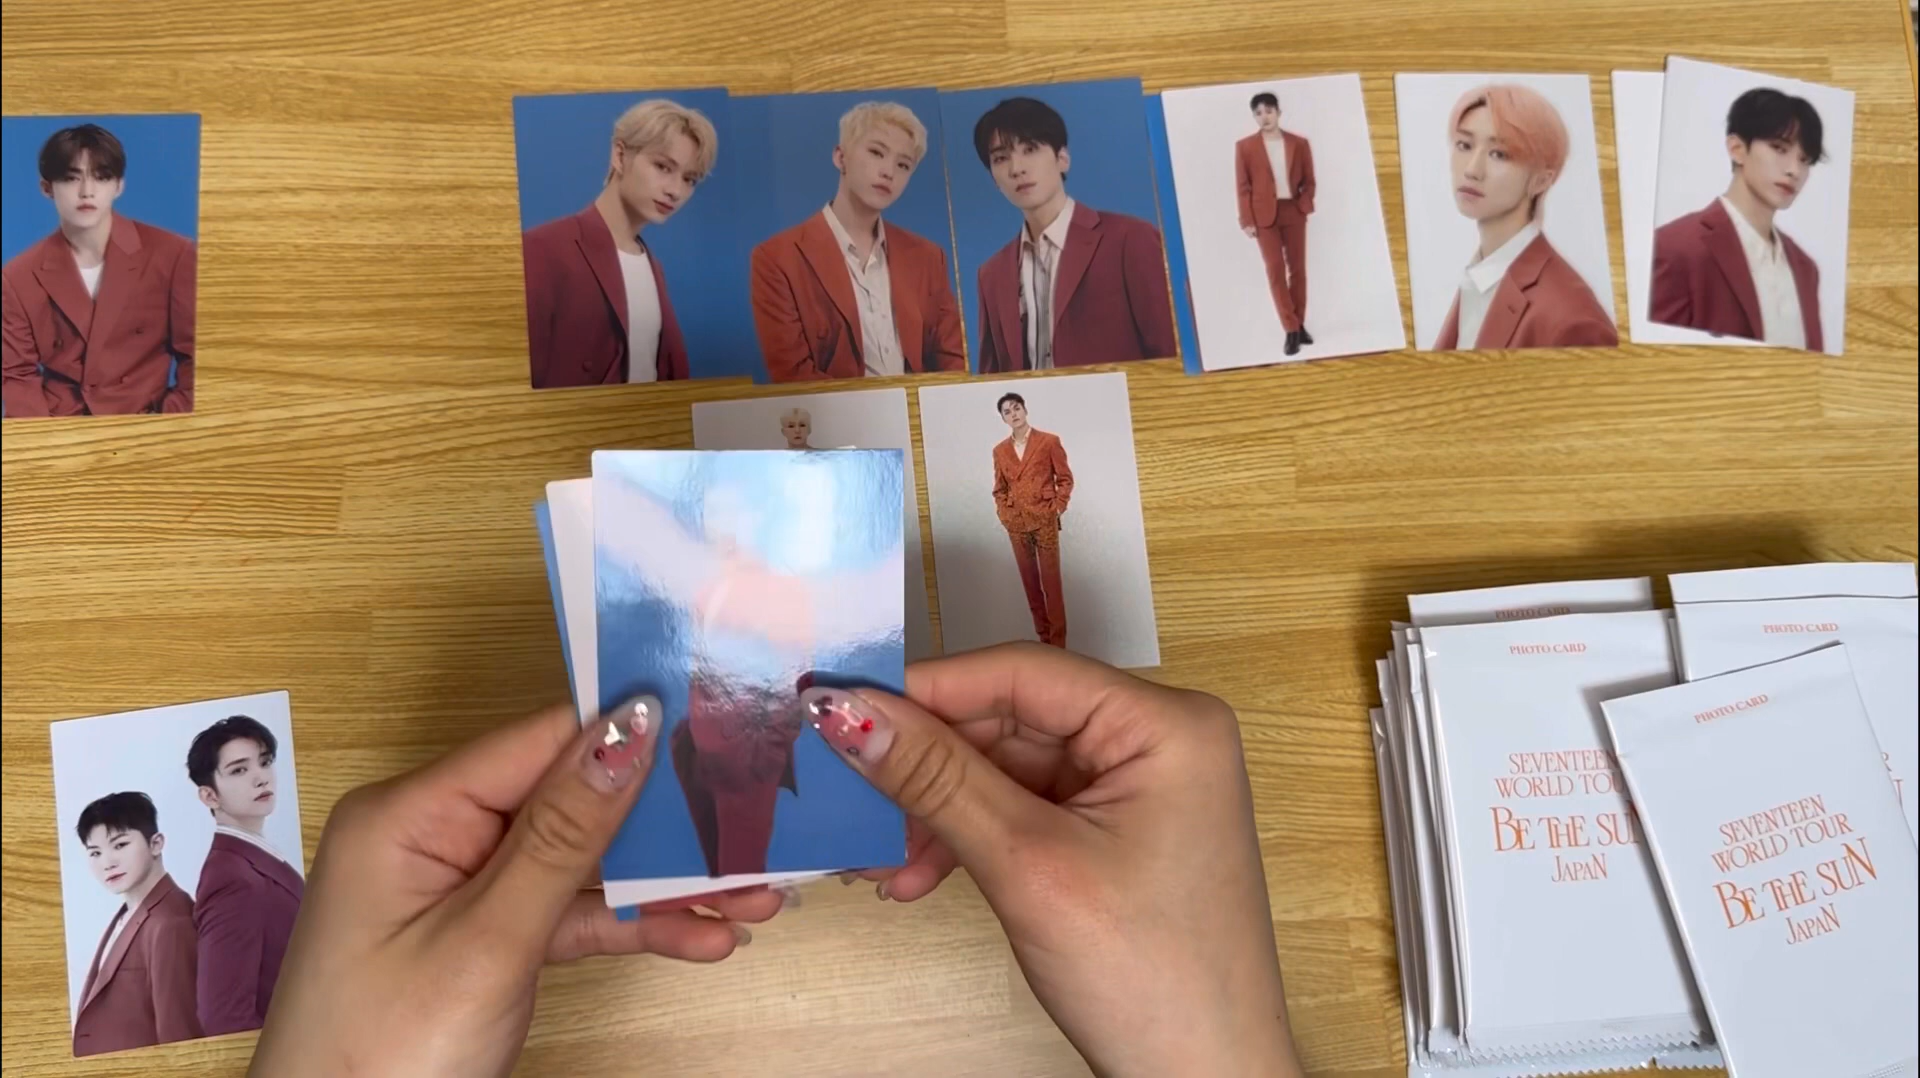 PHOTO CARD
PHOTO CARD
SEVENTEEN
WORLD TOU
BE THE SUN
JAPAN
PHOTO CARD
PHOTO CARD
SEVENTEEN
WORLD TOUR
BE THE SUN
JAPAN